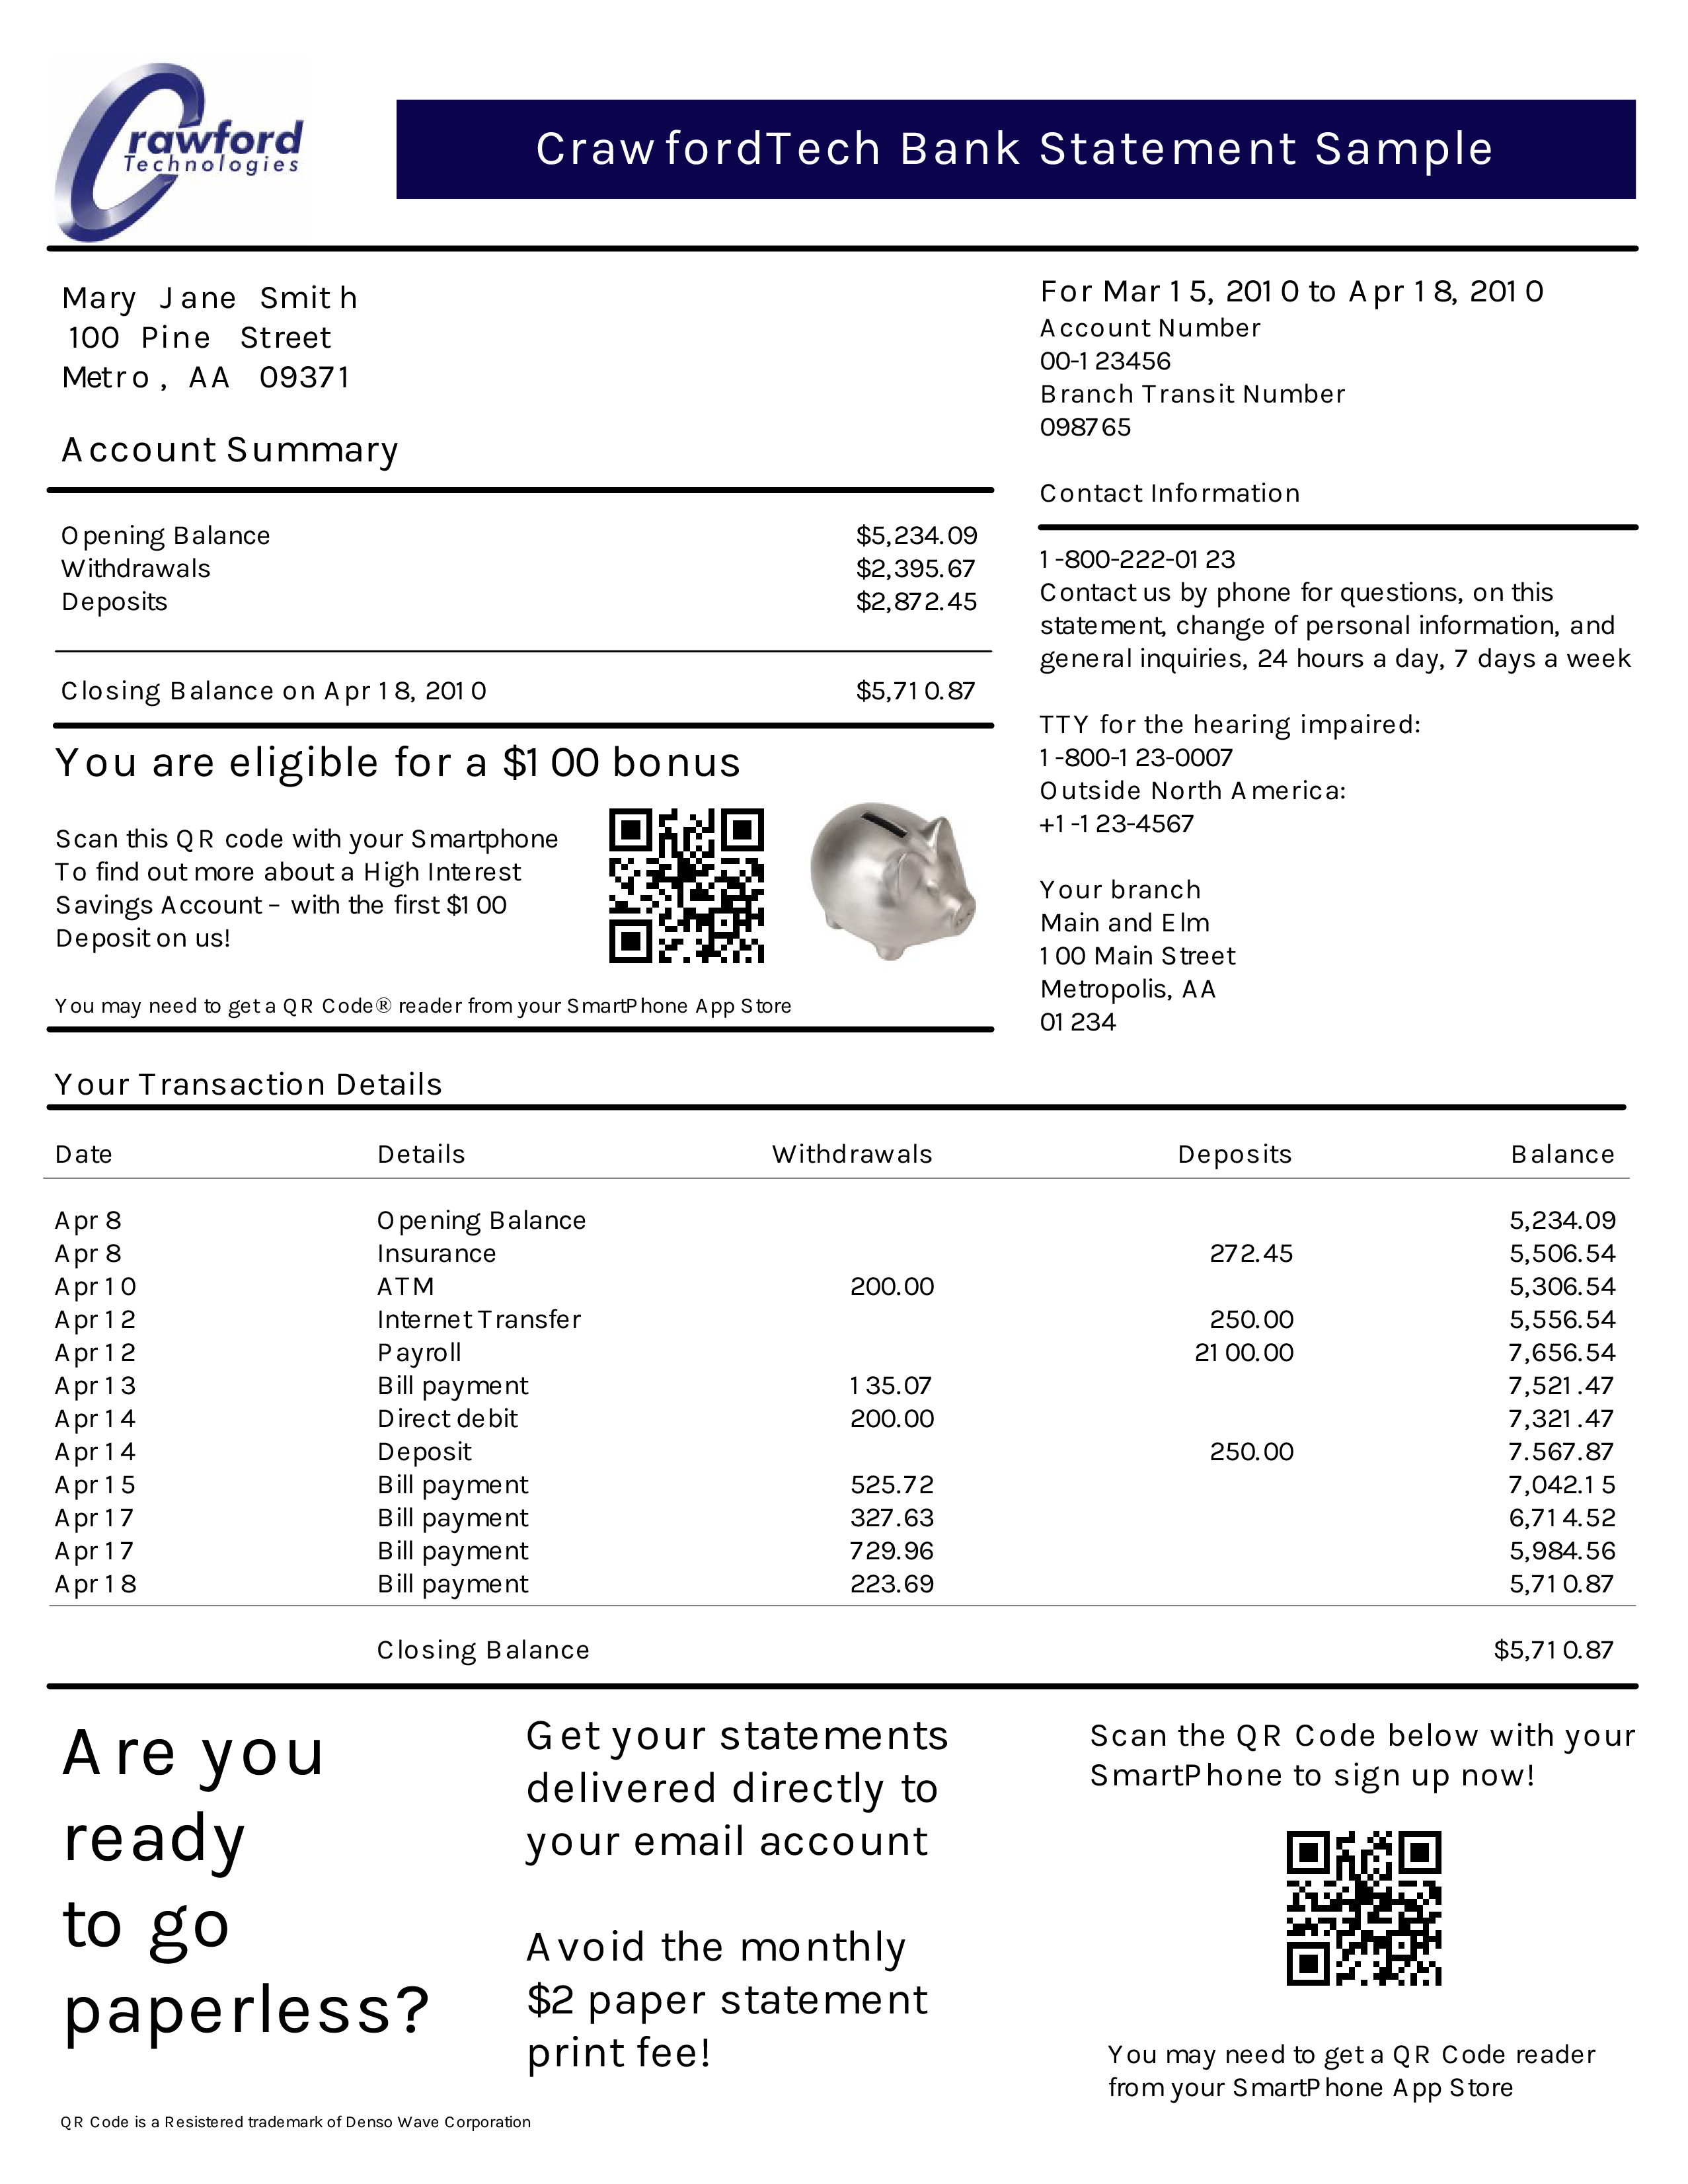 Crawford
Technologies
CrawfordTech Bank Statement Sample
Mary Jane Smith
100 Pine Street
Metro, AA 09371
For Mar 15, 2010 to Apr 18, 2010
Account Number
00-123456
Branch Transit Number
098765
Account Summary
Opening Balance $5,234.09
Withdrawals $2,395.67
Deposits $2,872.45
Closing Balance on Apr 18, 2010 $5,710.87
Contact Information
1-800-222-0123
Contact us by phone for questions, on this
statement, change of personal information, and
general inquiries, 24 hours a day, 7 days a week
TTY for the hearing impaired:
1-800-123-0007
Outside North America:
+1-123-4567
Your branch
Main and Elm
100 Main Street
Metropolis, AA
01234
You are eligible for a $100 bonus
Scan this QR code with your Smartphone
To find out more about a High Interest
Savings Account – with the first $100
Deposit on us!
You may need to get a QR Code® reader from your SmartPhone App Store
Your Transaction Details
Date Details Withdrawals Deposits Balance
Apr 8 Opening Balance 5,234.09
Apr 8 Insurance 272.45 5,506.54
Apr 10 ATM 200.00 5,306.54
Apr 12 Internet Transfer 250.00 5,556.54
Apr 12 Payroll 2100.00 7,656.54
Apr 13 Bill payment 135.07 7,521.47
Apr 14 Direct debit 200.00 7,321.47
Apr 14 Deposit 250.00 7.567.87
Apr 15 Bill payment 525.72 7,042.15
Apr 17 Bill payment 327.63 6,714.52
Apr 17 Bill payment 729.96 5,984.56
Apr 18 Bill payment 223.69 5,710.87
Closing Balance $5,710.87
Are you
ready
to go
paperless?
Get your statements
delivered directly to
your email account
Avoid the monthly
$2 paper statement
print fee!
Scan the QR Code below with your
SmartPhone to sign up now!
You may need to get a QR Code reader
from your SmartPhone App Store
QR Code is a Resistered trademark of Denso Wave Corporation